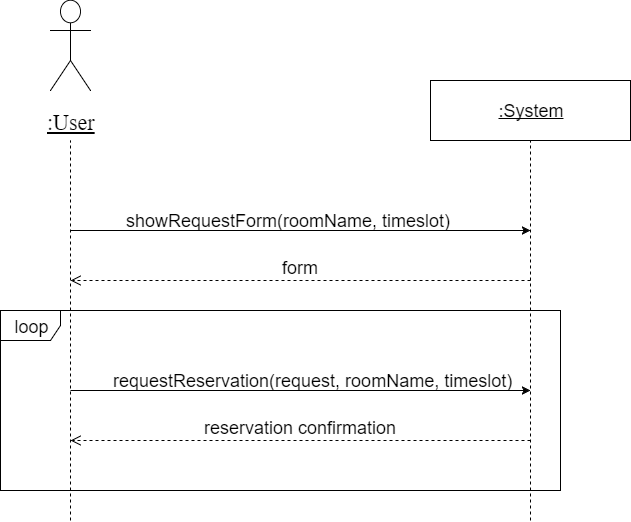 :User
:System
showRequestForm(roomName, timeslot)
form
loop
requestReservation(request, roomName, timeslot)
reservation confirmation